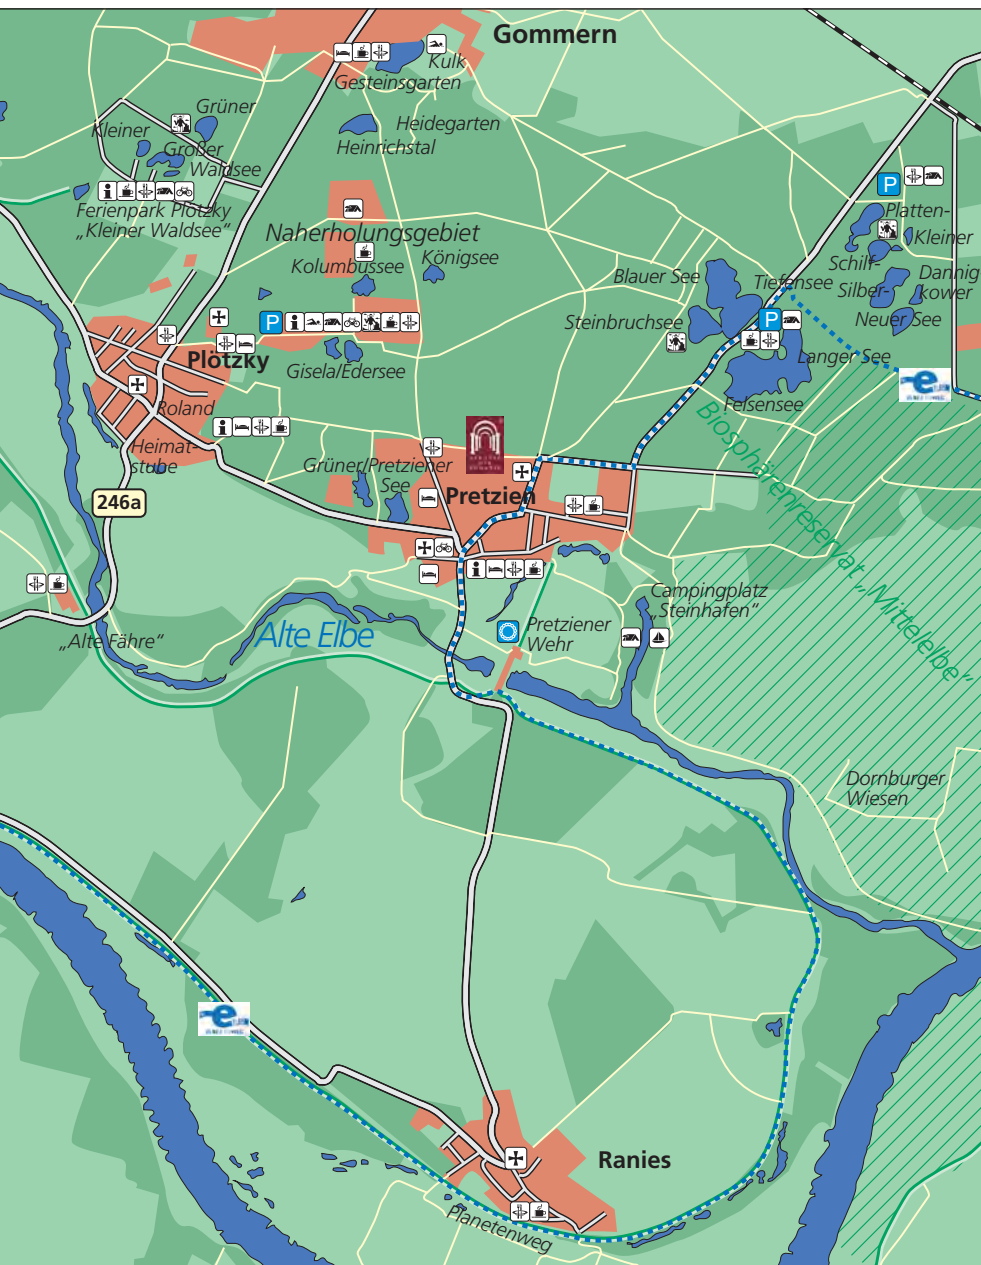 Gommern
Kulk
Gesteinsgarten
Grüner
Kleiner
Großer
Waldsee
Heidegarten
Heinrichstal
Ferienpark Plötzky
„Kleiner Waldsee“
Naherholungsgebiet
Kolumbussee
Königsee
P
Platten-
Kleiner
Schilf-
Dannig
kower
Silber-
Neuer See
Blauer See
Tiefensee
Steinbruchsee
P
Langer See
Felsensee
P
Plötzky
Gisela/Edersee
Roland
Heimat-
stube
246a
Grüner/Pretziener
See
Pretzien
Biosphärenreservat „Mittelelbe“
Campingplatz
„Steinhafen“
Pretziener
Wehr
Alte Elbe
„Alte Fähre“
Dornburger
Wiesen
Ranies
Planetenweg